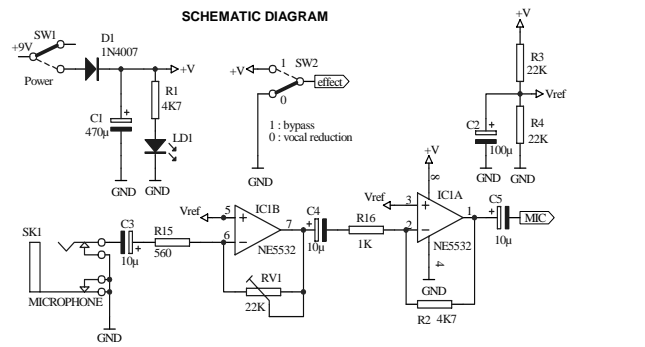 SCHEMATIC DIAGRAM
+9V
SW1
Power
D1
1N4007
+V
R1
4K7
C1
+
470µ
LD1
GND
GND
+V
1
SW2
effect
0
1 : bypass
0 : vocal reduction
GND
+V
R3
22K
Vref
R4
22K
C2
+
100µ
GND
GND
SK1
MICROPHONE
GND
C3
+
10µ
R15
560
Vref
5
+
6
-
IC1B
7
NE5532
RV1
22K
C4
+
10µ
R16
1K
+V
8
Vref
3
+
2
-
IC1A
1
NE5532
4
GND
R2 4K7
C5
+
10µ
MIC